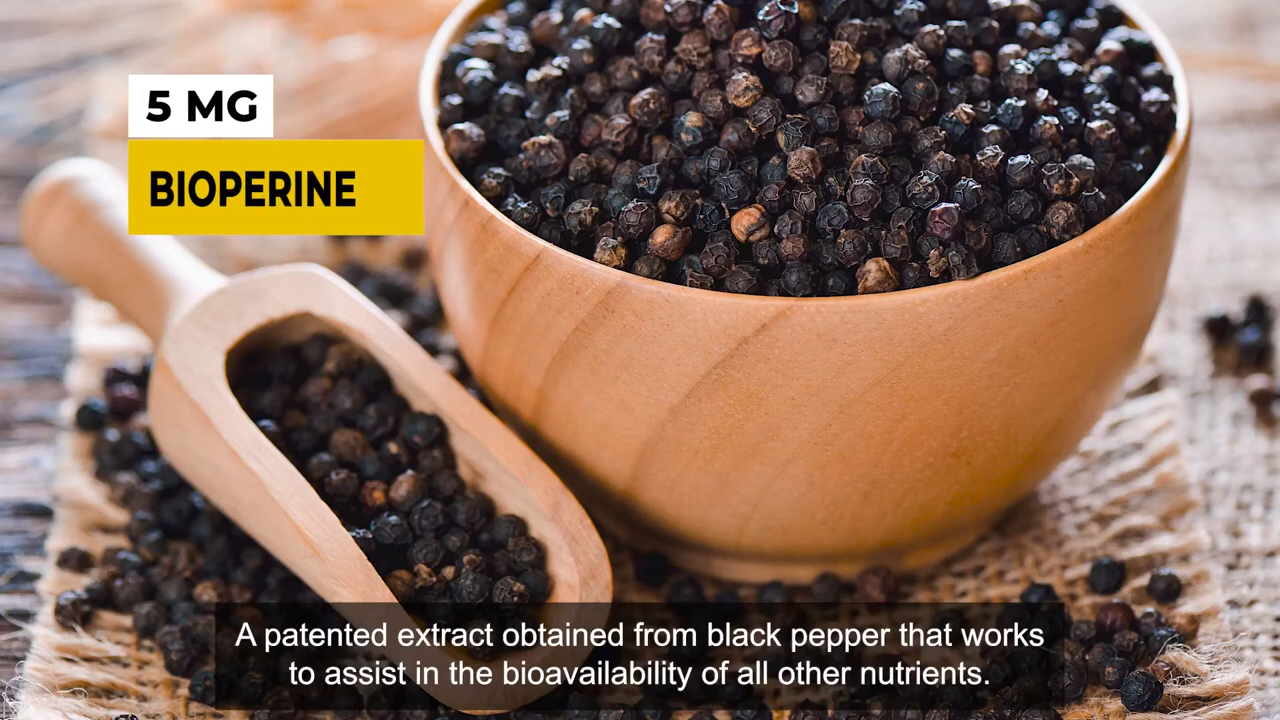 5 MG
BIOPERINE
A patented extract obtained from black pepper that works
to assist in the bioavailability of all other nutrients.